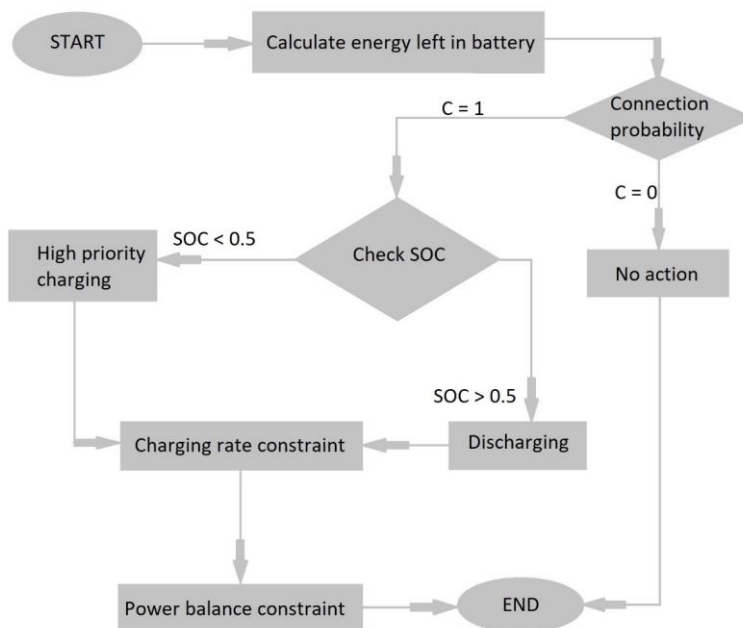 START
Calculate energy left in battery
Connection
probability
C = 1
C = 0
SOC < 0.5
Check SOC
High priority
charging
No action
SOC > 0.5
Charging rate constraint
Discharging
Power balance constraint
END